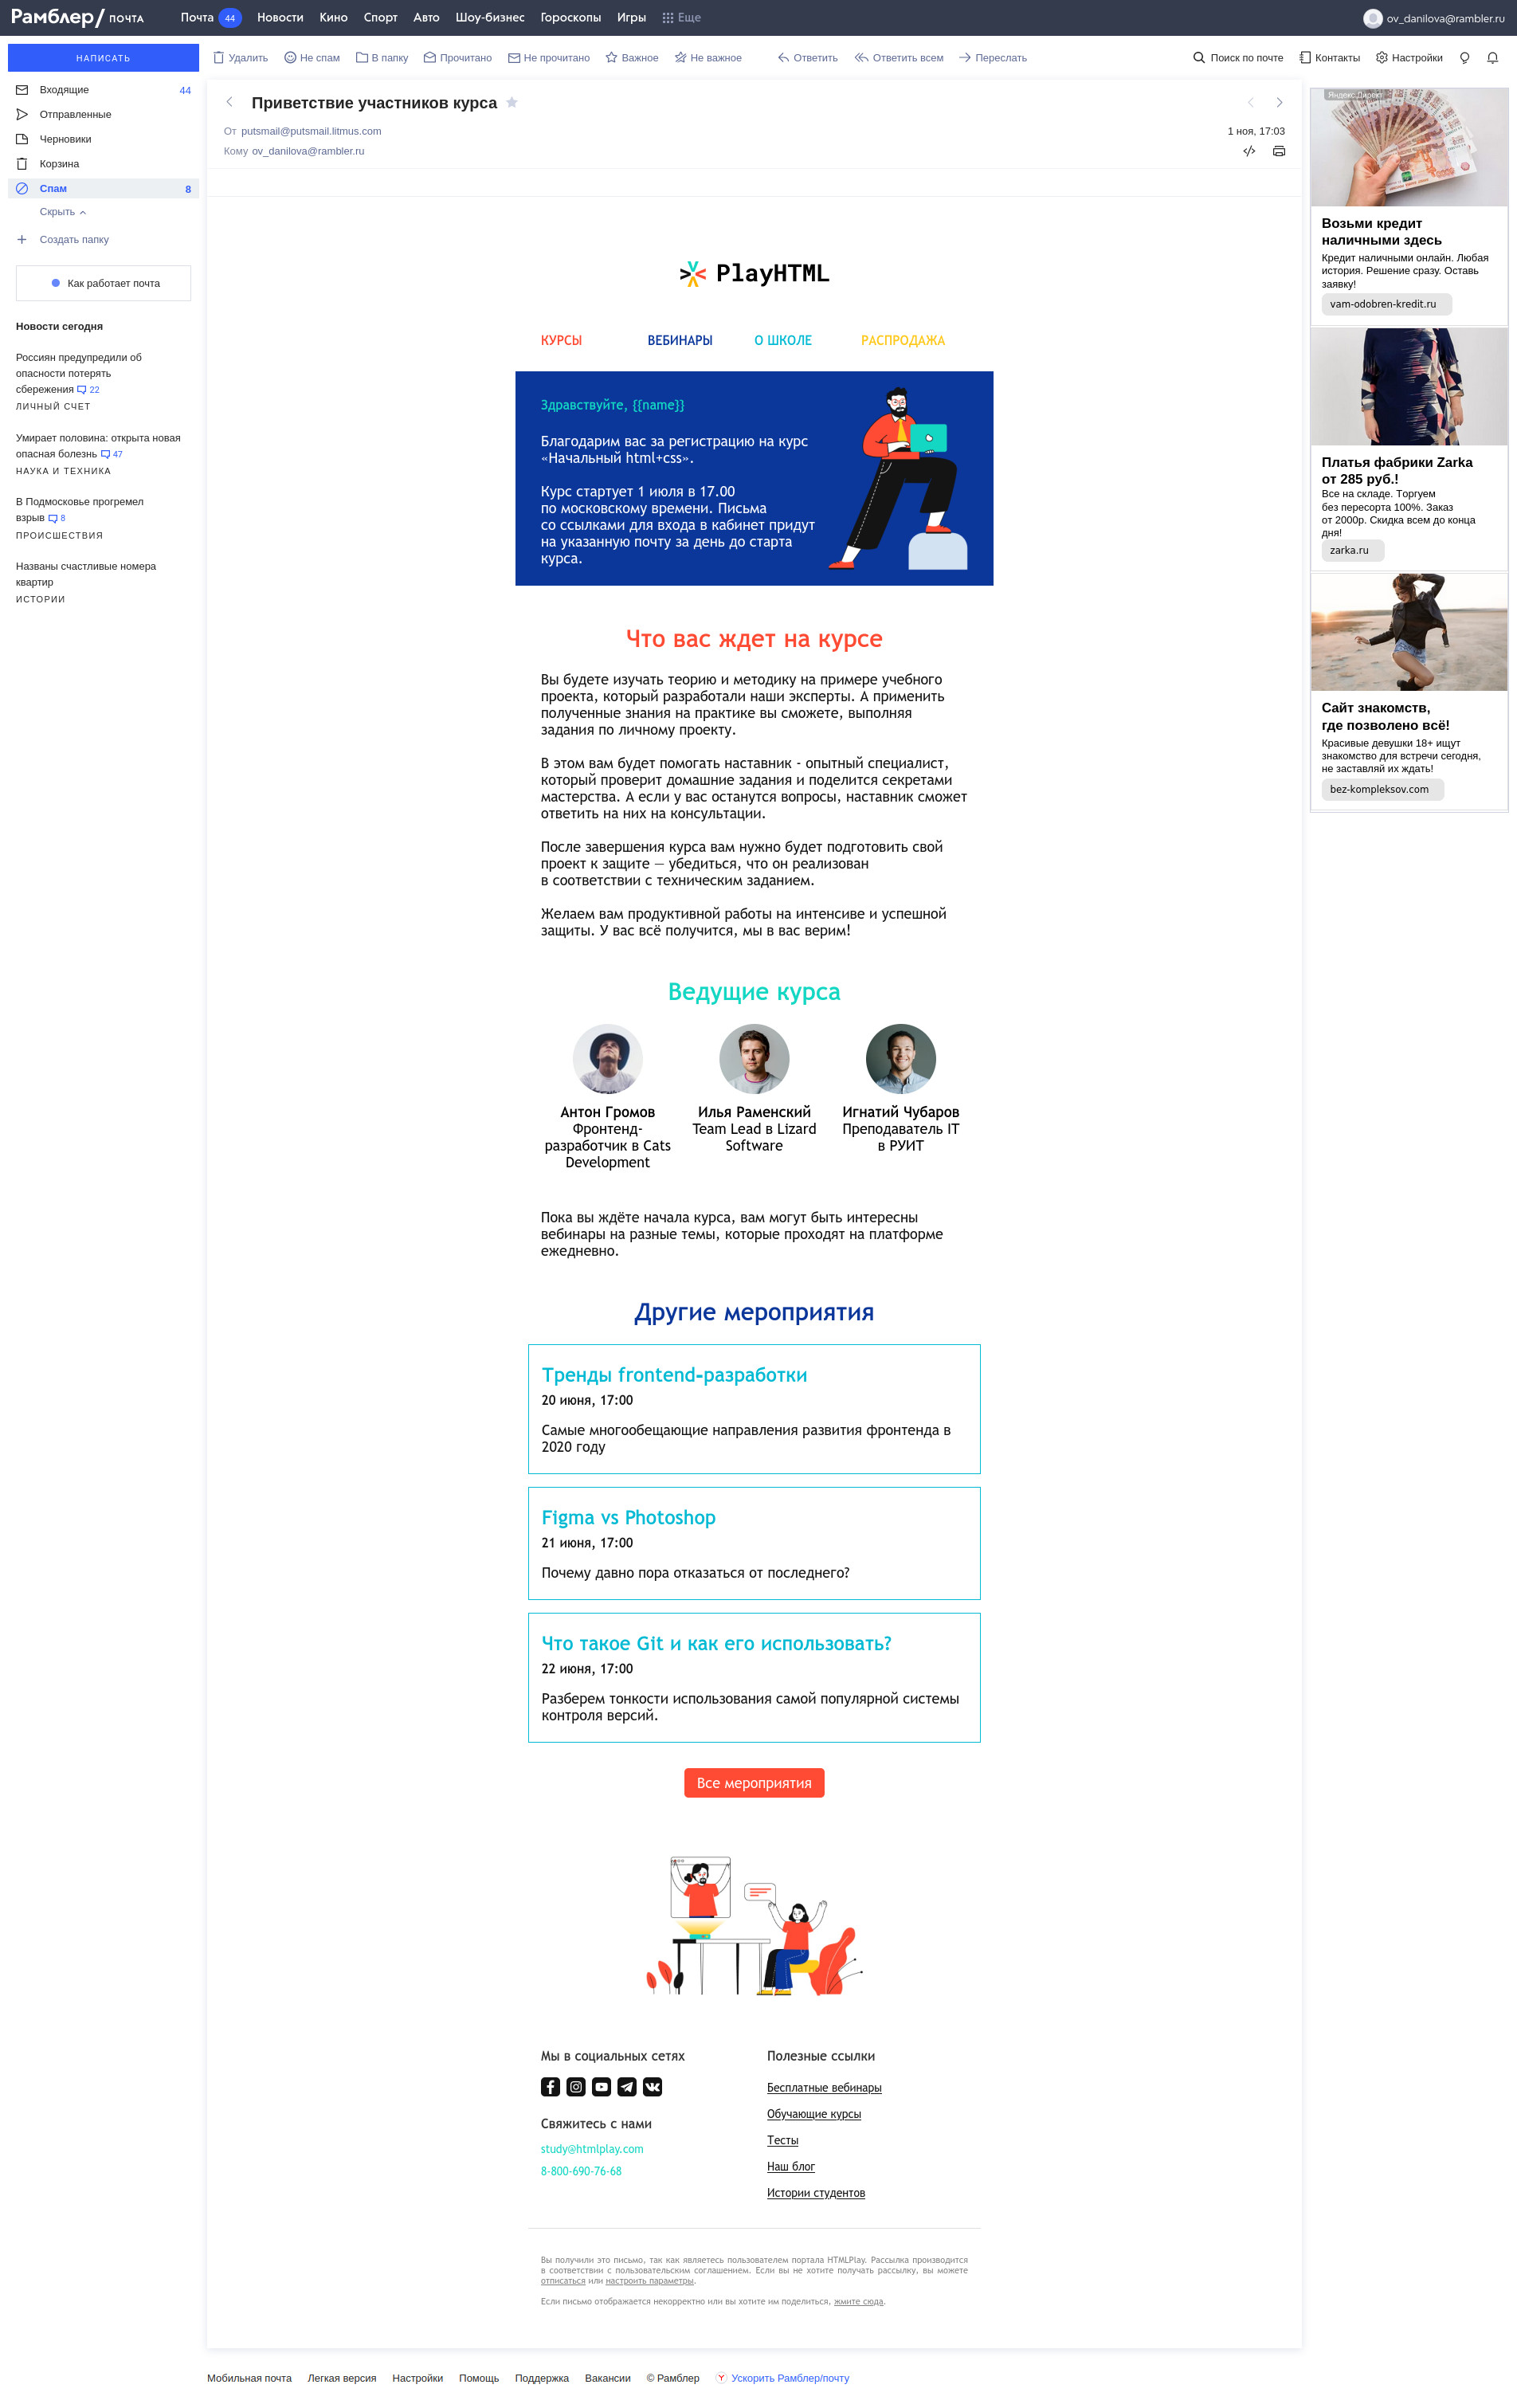 Рамблер/ ПОЧТА Почта 44 Новости Кино Спорт Авто Шоу-бизнес Гороскопы Игры Еще ov_danilova@rambler.ru
НАПИСАТЬ
Удалить Не спам В папку Прочитано Не прочитано Важное Не важное Ответить Ответить всем Переслать Поиск по почте Контакты Настройки
Входящие 44
Отправленные
Черновики
Корзина
Спам 8
Скрыть
Создать папку
Как работает почта
Новости сегодня
Россиян предупредили об
опасности потерять
сбережения 22
ЛИЧНЫЙ СЧЕТ
Умирает половина: открыта новая
опасная болезнь 47
НАУКА И ТЕХНИКА
В Подмосковье прогремел
взрыв 8
ПРОИСШЕСТВИЯ
Названы счастливые номера
квартир
ИСТОРИИ
Приветствие участников курса
От putsmail@putsmail.litmus.com 1 ноя, 17:03
Кому ov_danilova@rambler.ru
PlayHTML
КУРСЫ ВЕБИНАРЫ О ШКОЛЕ РАСПРОДАЖА
Здравствуйте, {{name}}
Благодарим вас за регистрацию на курс
«Начальный html+css».
Курс стартует 1 июля в 17.00
по московскому времени. Письма
со ссылками для входа в кабинет придут
на указанную почту за день до старта
курса.
Что вас ждет на курсе
Вы будете изучать теорию и методику на примере учебного
проекта, который разработали наши эксперты. А применить
полученные знания на практике вы сможете, выполняя
задания по личному проекту.
В этом вам будет помогать наставник - опытный специалист,
который проверит домашние задания и поделится секретами
мастерства. А если у вас останутся вопросы, наставник сможет
ответить на них на консультации.
После завершения курса вам нужно будет подготовить свой
проект к защите — убедиться, что он реализован
в соответствии с техническим заданием.
Желаем вам продуктивной работы на интенсиве и успешной
защиты. У вас всё получится, мы в вас верим!
Ведущие курса
Антон Громов
Фронтенд-
разработчик в Cats
Development
Илья Раменский
Team Lead в Lizard
Software
Игнатий Чубаров
Преподаватель IT
в РУИТ
Пока вы ждёте начала курса, вам могут быть интересны
вебинары на разные темы, которые проходят на платформе
ежедневно.
Другие мероприятия
Тренды frontend-разработки
20 июня, 17:00
Самые многообещающие направления развития фронтенда в
2020 году
Figma vs Photoshop
21 июня, 17:00
Почему давно пора отказаться от последнего?
Что такое Git и как его использовать?
22 июня, 17:00
Разберем тонкости использования самой популярной системы
контроля версий.
Все мероприятия
Мы в социальных сетях
Свяжитесь с нами
study@htmlplay.com
8-800-690-76-68
Полезные ссылки
Бесплатные вебинары
Обучающие курсы
Тесты
Наш блог
Истории студентов
Вы получили это письмо, так как являетесь пользователем портала HTMLPlay. Рассылка производится
в соответствии с пользовательским соглашением. Если вы не хотите получать рассылку, вы можете
отписаться или настроить параметры.
Если письмо отображается некорректно или вы хотите им поделиться, жмите сюда.
Яндекс.Директ
Возьми кредит
наличными здесь
Кредит наличными онлайн. Любая
история. Решение сразу. Оставь
заявку!
vam-odobren-kredit.ru
Платья фабрики Zarka
от 285 руб.!
Все на складе. Торгуем
без пересорта 100%. Заказ
от 2000р. Скидка всем до конца
дня!
zarka.ru
Сайт знакомств,
где позволено всё!
Красивые девушки 18+ ищут
знакомство для встречи сегодня,
не заставляй их ждать!
bez-kompleksov.com
Мобильная почта Легкая версия Настройки Помощь Поддержка Вакансии © Рамблер Ускорить Рамблер/почту